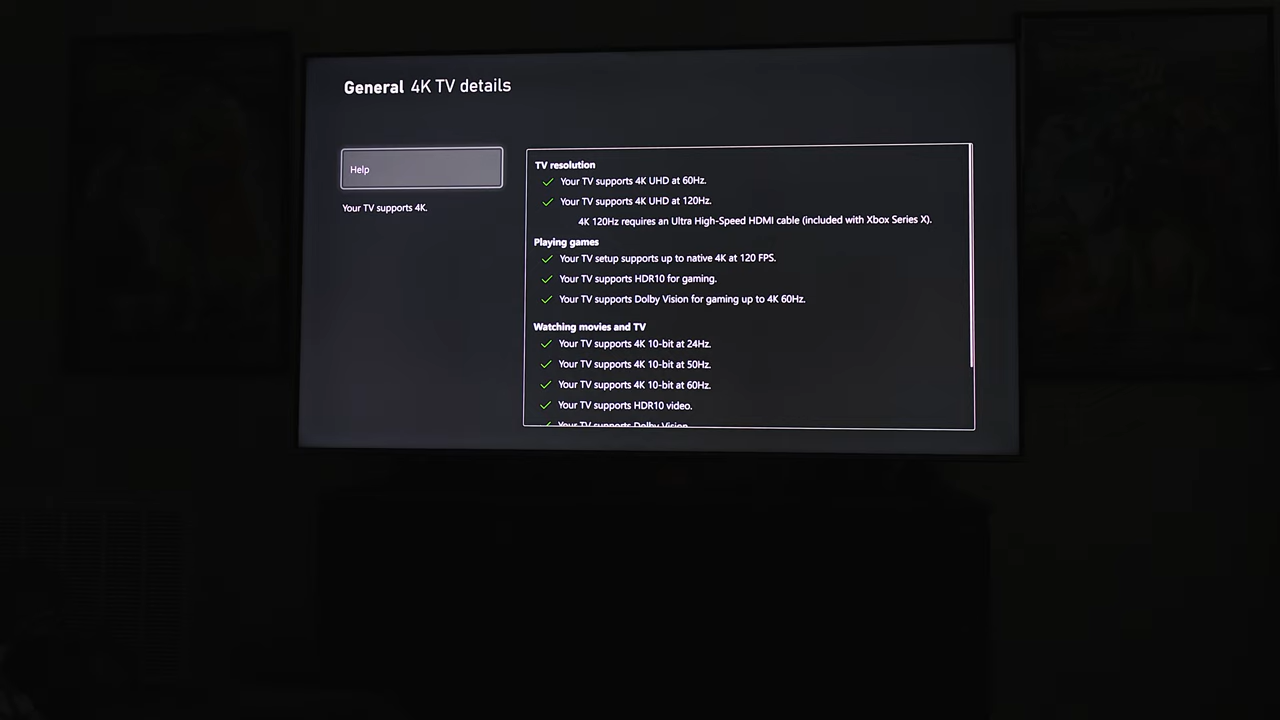 General 4K TV details
Help
Your TV supports 4K.
TV resolution
Your TV supports 4K UHD at 60Hz.
Your TV supports 4K UHD at 120Hz.
4K 120Hz requires an Ultra High-Speed HDMI cable (included with Xbox Series X).
Playing games
Your TV setup supports up to native 4K at 120 FPS.
Your TV supports HDR10 for gaming.
Your TV supports Dolby Vision for gaming up to 4K 60Hz.
Watching movies and TV
Your TV supports 4K 10-bit at 24Hz.
Your TV supports 4K 10-bit at 50Hz.
Your TV supports 4K 10-bit at 60Hz.
Your TV supports HDR10 video.
Your TV supports Dolby Vision